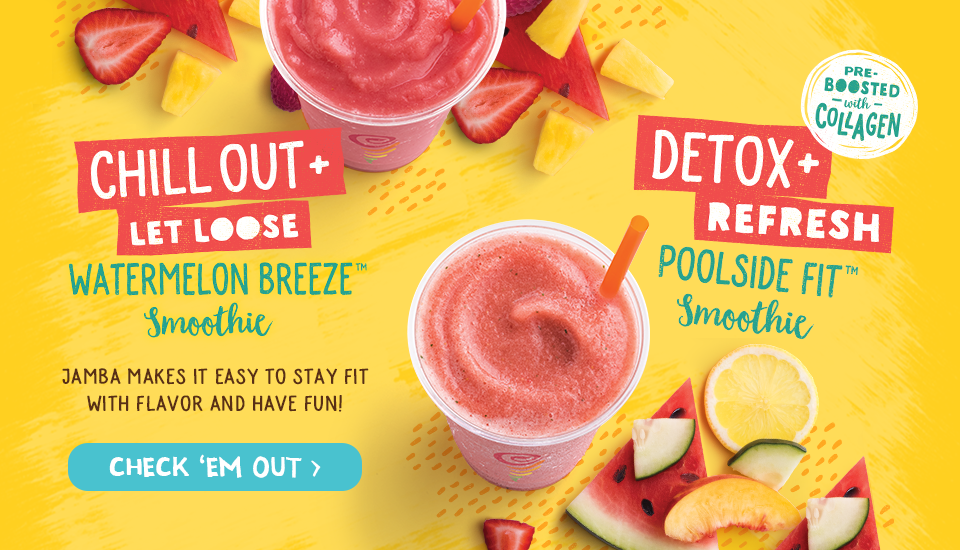 CHILL OUT +
LET LOOSE
WATERMELON BREEZE™
Smoothie
JAMBA MAKES IT EASY TO STAY FIT
WITH FLAVOR AND HAVE FUN!
CHECK ‘EM OUT >
PRE-
BOOSTED
- with -
COLLAGEN
DETOX +
REFRESH
POOLSIDE FIT™
Smoothie